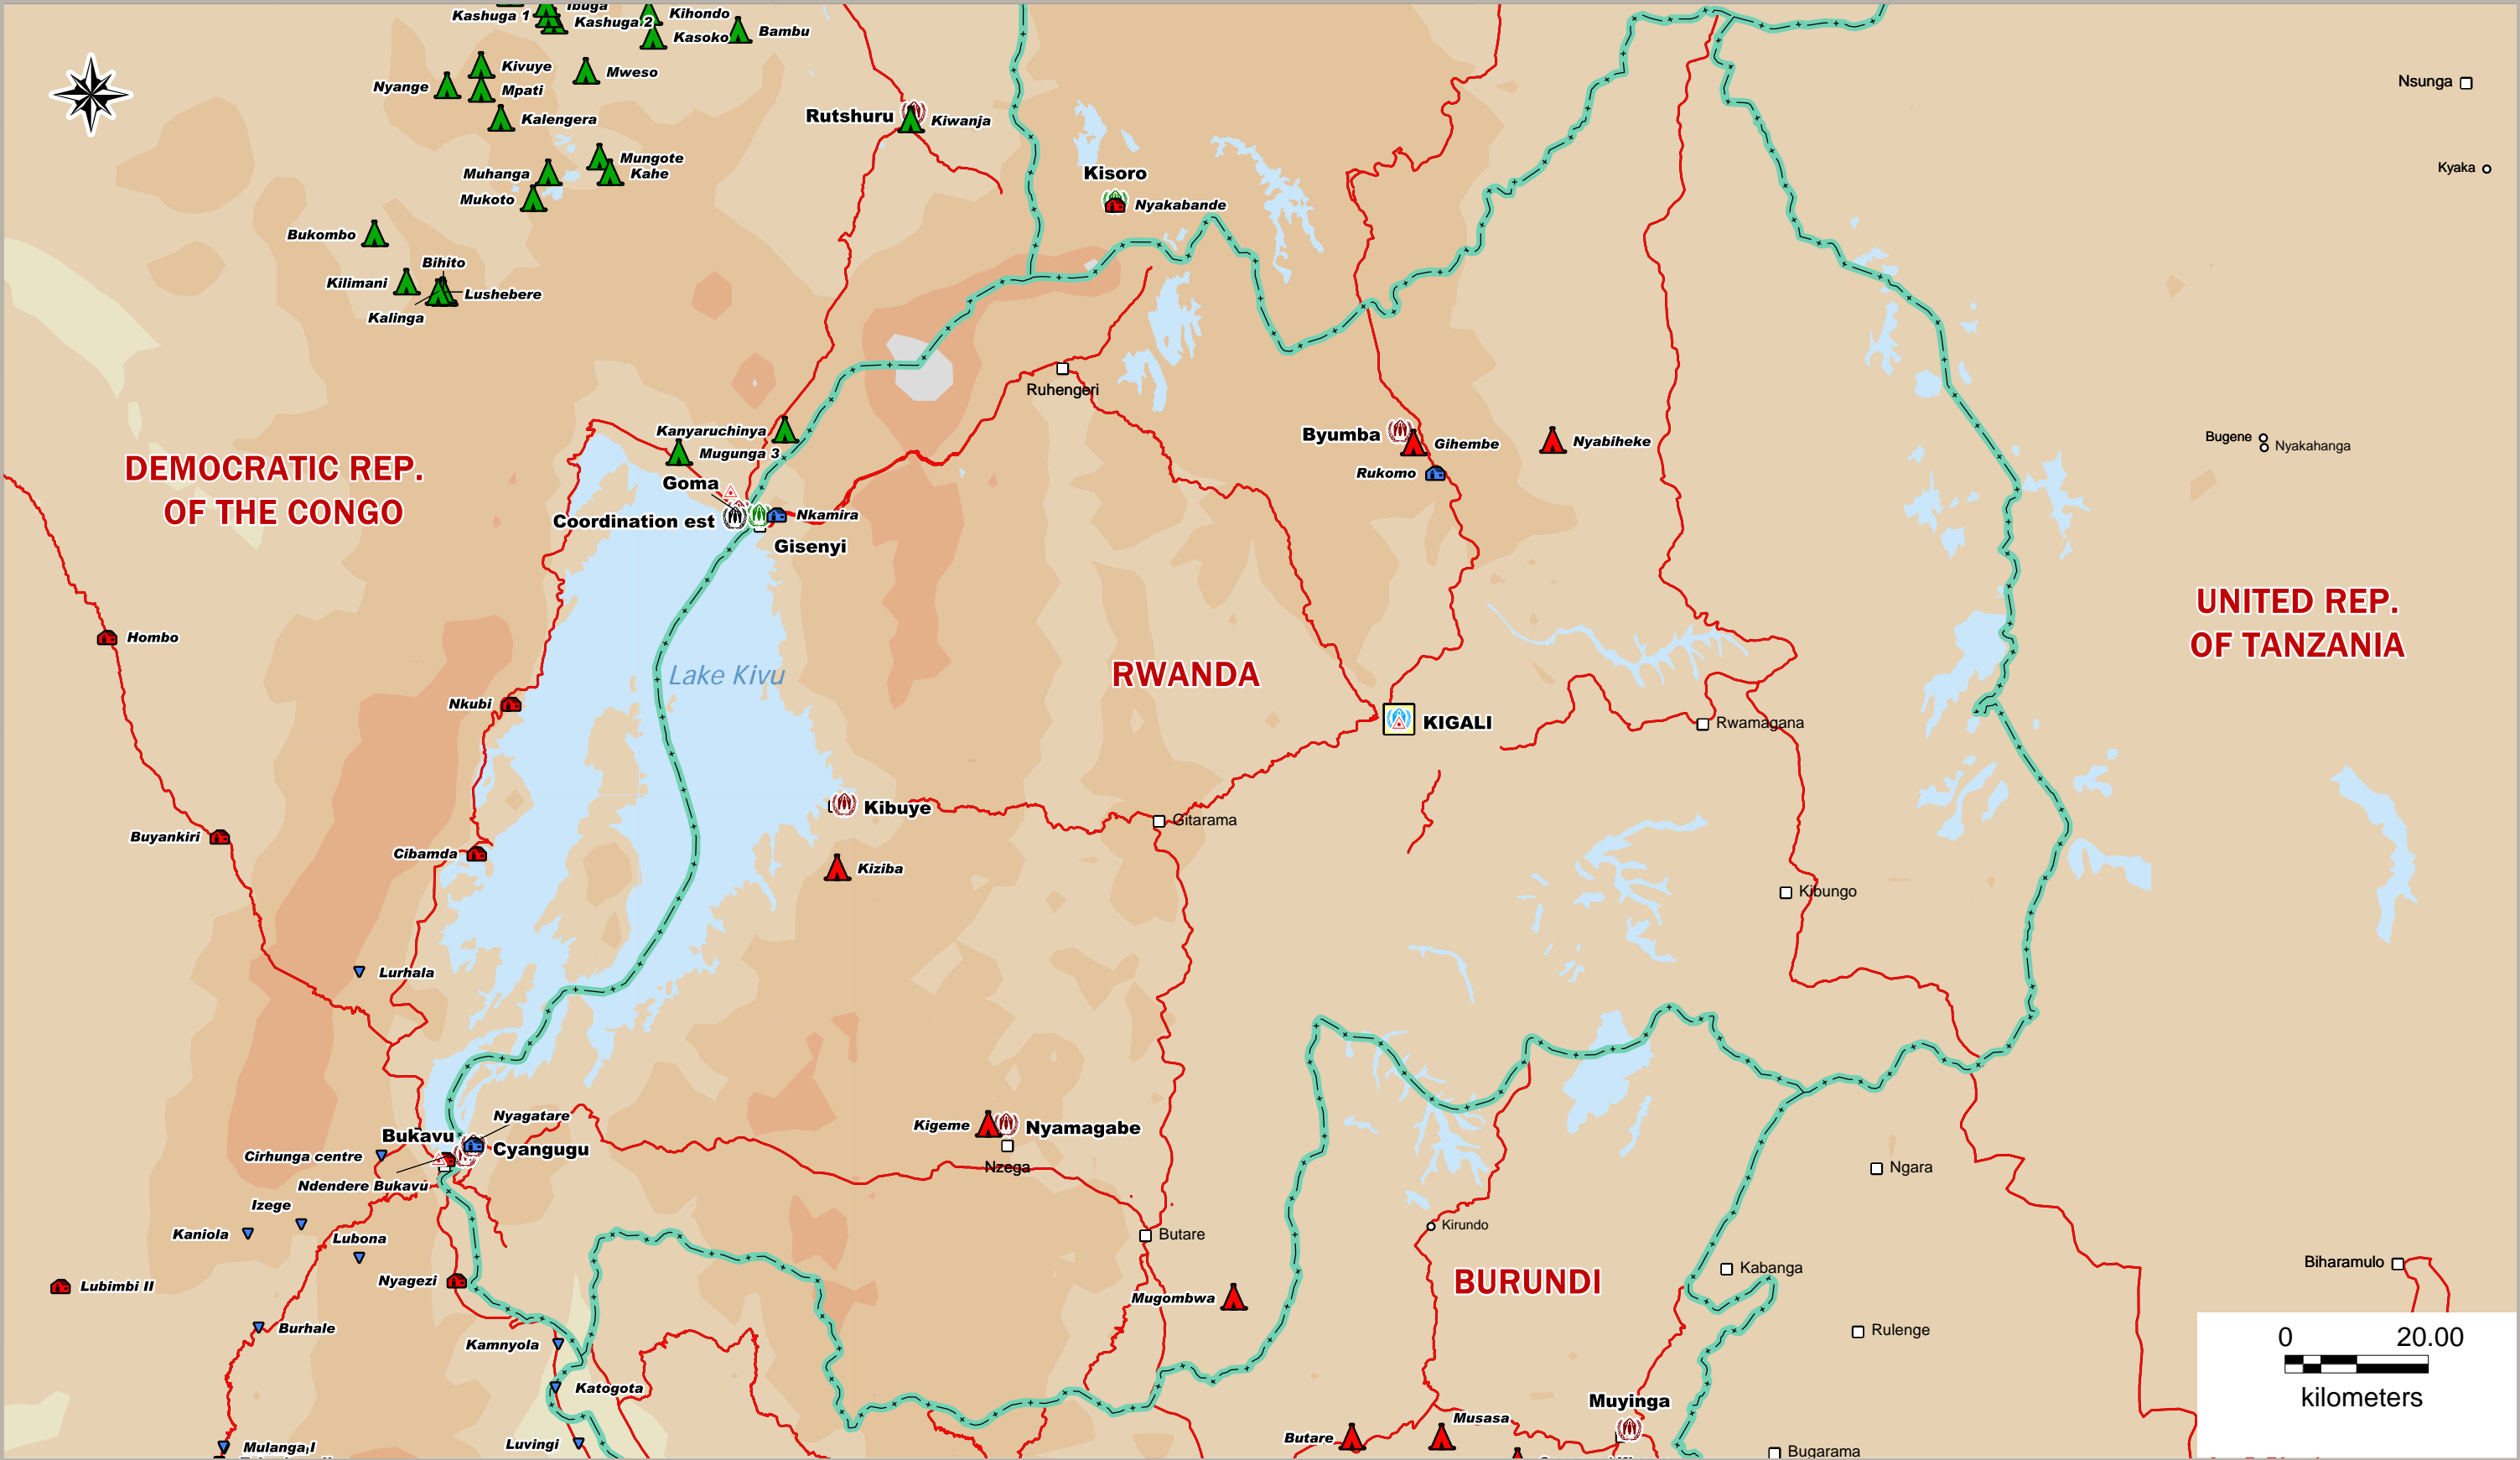 Kashuga 1
Ibuga
Kashuga 2
Kihondo
Kasoko
Bambu
Kivuye
Mweso
Nyange
Mpati
Nsunga
Kalengera
Rutshuru
Kiwanja
Mungote
Muhanga
Kahe
Kisoro
Kyaka
Mukoto
Nyakabande
Bukombo
Bihito
Kilimani
Lushebere
Kalinga
Ruhengeri
Kanyaruchinya
Byumba
Gihembe
Nyabiheke
Bugene
Nyakahanga
Mugunga 3
DEMOCRATIC REP.
OF THE CONGO
Rukomo
Goma
Coordination est
Nkamira
Gisenyi
UNITED REP.
OF TANZANIA
Hombo
Lake Kivu
RWANDA
Nkubi
KIGALI
Rwamagana
Kibuye
Gitarama
Buyankiri
Cibamda
Kiziba
Kibungo
Lurhala
Nyagatare
Kigeme
Nyamagabe
Bukavu
Cyangugu
Cirhunga centre
Nzega
Ngara
Ndendere Bukavu
Izege
Kaniola
Lubona
Butare
Kirundo
Kabanga
Biharamulo
Nyagezi
BURUNDI
Lubimbi II
Mugombwa
Burhale
Kamnyola
Rulenge
0 20.00
kilometers
Katogota
Muyinga
Musasa
Butare
Luvingi
Mulanga I
Bugarama